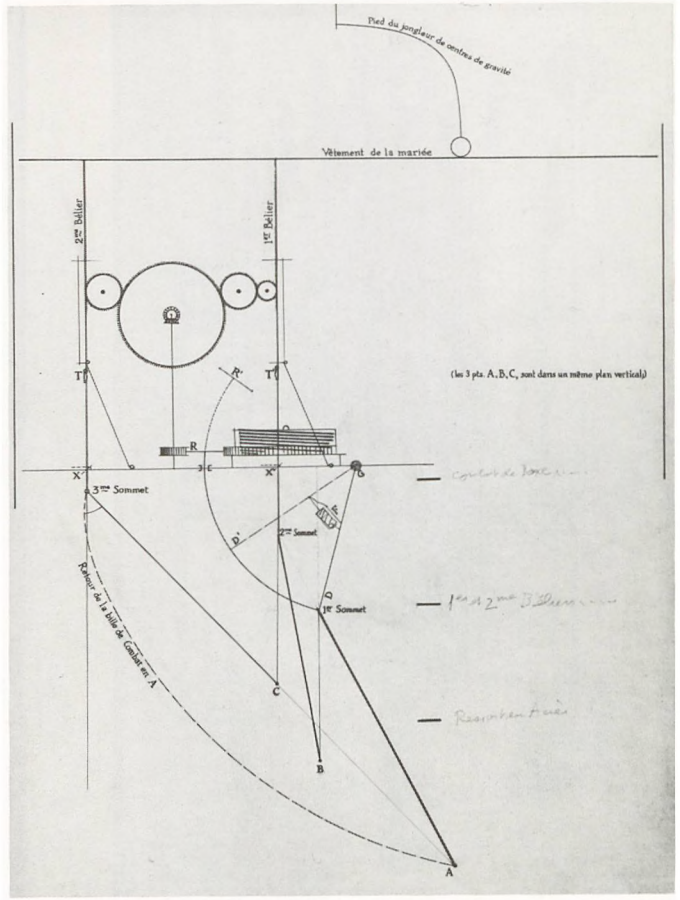 Pied du jongleur de centres de gravité
Vêtement de la mariée
2me Bélier
1er Bélier
T
R'
T
(les 3 pts. A, B, C, sont dans un même plan vertical)
R
X'
X
3me Sommet
D'
2me Sommet
D
1er Sommet
Retour de la bille de Combat en A
C
B
A